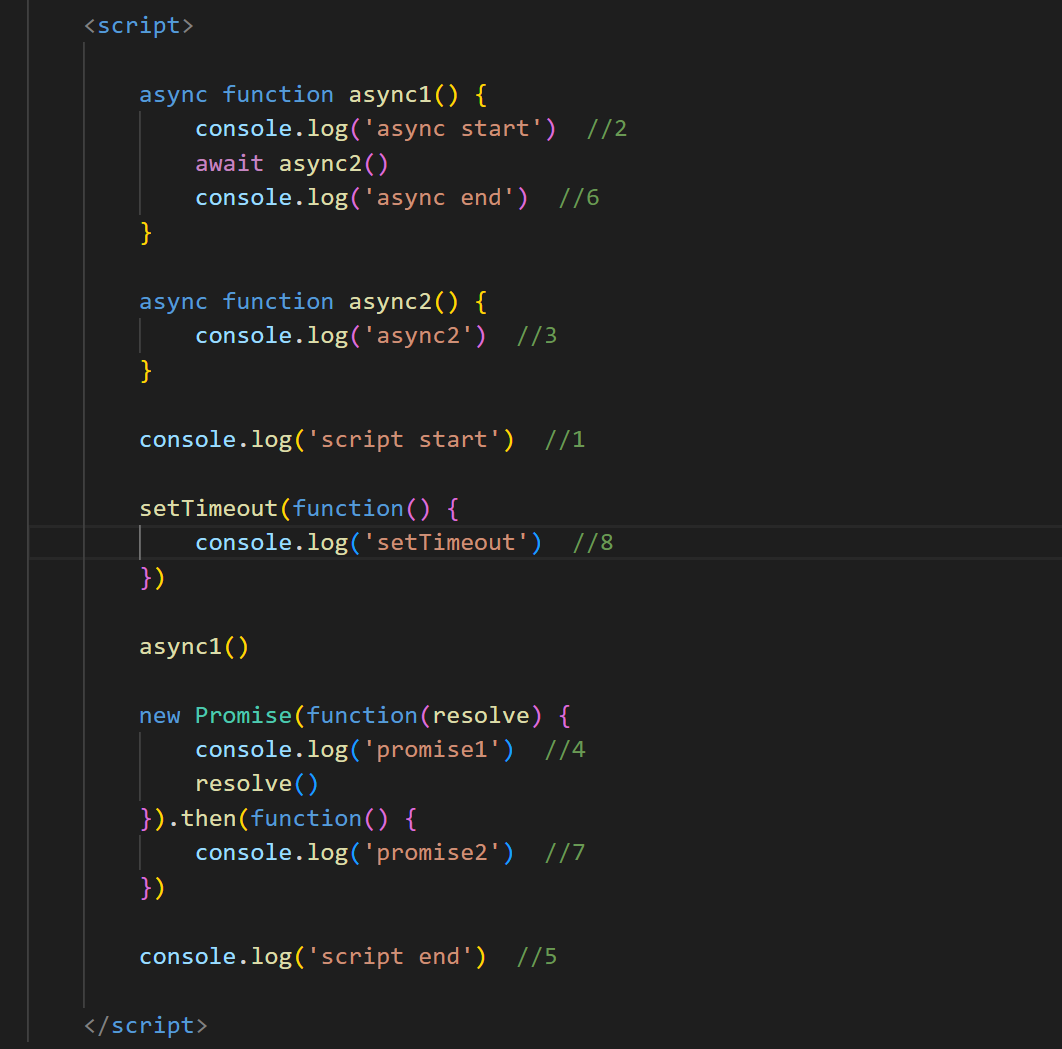 <script>
async function async1() {
console.log('async start')  //2
await async2()
console.log('async end')  //6
}
async function async2() {
console.log('async2')  //3
}
console.log('script start')  //1
setTimeout(function() {
console.log('setTimeout')  //8
})
async1()
new Promise(function(resolve) {
console.log('promise1')  //4
resolve()
}).then(function() {
console.log('promise2')  //7
})
console.log('script end')  //5
</script>